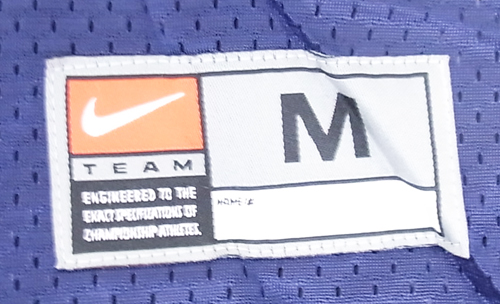 M
TEAM
ENGINEERED TO THE
EXACT SPECIFICATIONS OF
CHAMPIONSHIP ATHLETES.